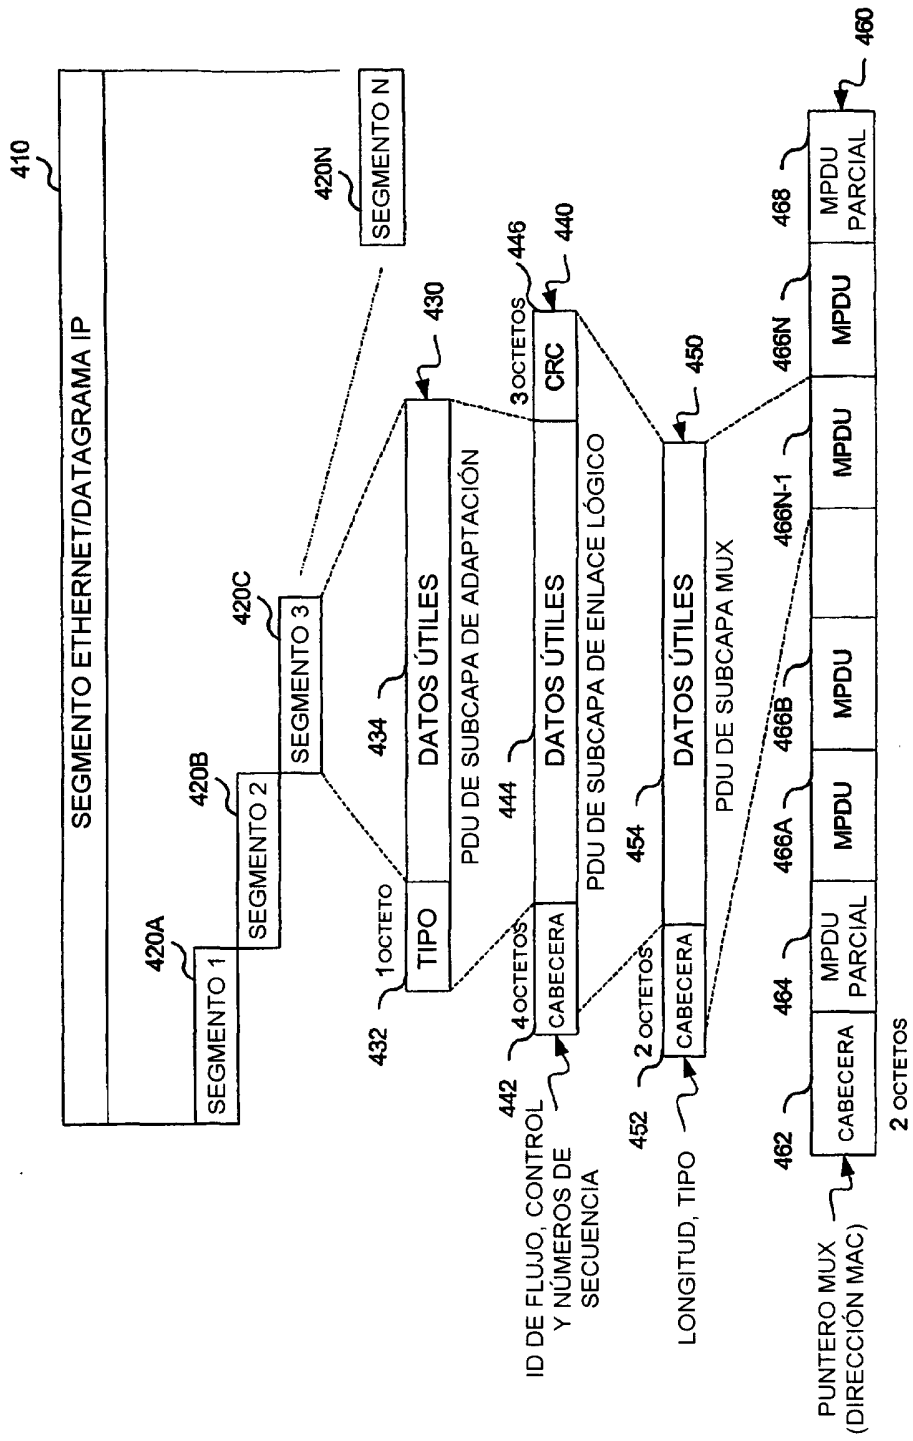 410
SEGMENTO ETHERNET/DATAGRAMA IP
420A
SEGMENTO 1
420B
SEGMENTO 2
420C
SEGMENTO 3
420N
SEGMENTO N
432
1 OCTETO
TIPO
434
DATOS ÚTILES
430
PDU DE SUBCAPA DE ADAPTACIÓN
ID DE FLUJO, CONTROL
Y NÚMEROS DE
SECUENCIA
442
4 OCTETOS
CABECERA
444
DATOS ÚTILES
3 OCTETOS
CRC
446
440
PDU DE SUBCAPA DE ENLACE LÓGICO
LONGITUD, TIPO
452
2 OCTETOS
CABECERA
454
DATOS ÚTILES
450
PDU DE SUBCAPA MUX
PUNTERO MUX
(DIRECCIÓN MAC)
462
CABECERA
2 OCTETOS
464
MPDU
PARCIAL
466A
MPDU
466B
MPDU
466N-1
MPDU
466N
MPDU
468
MPDU
PARCIAL
460